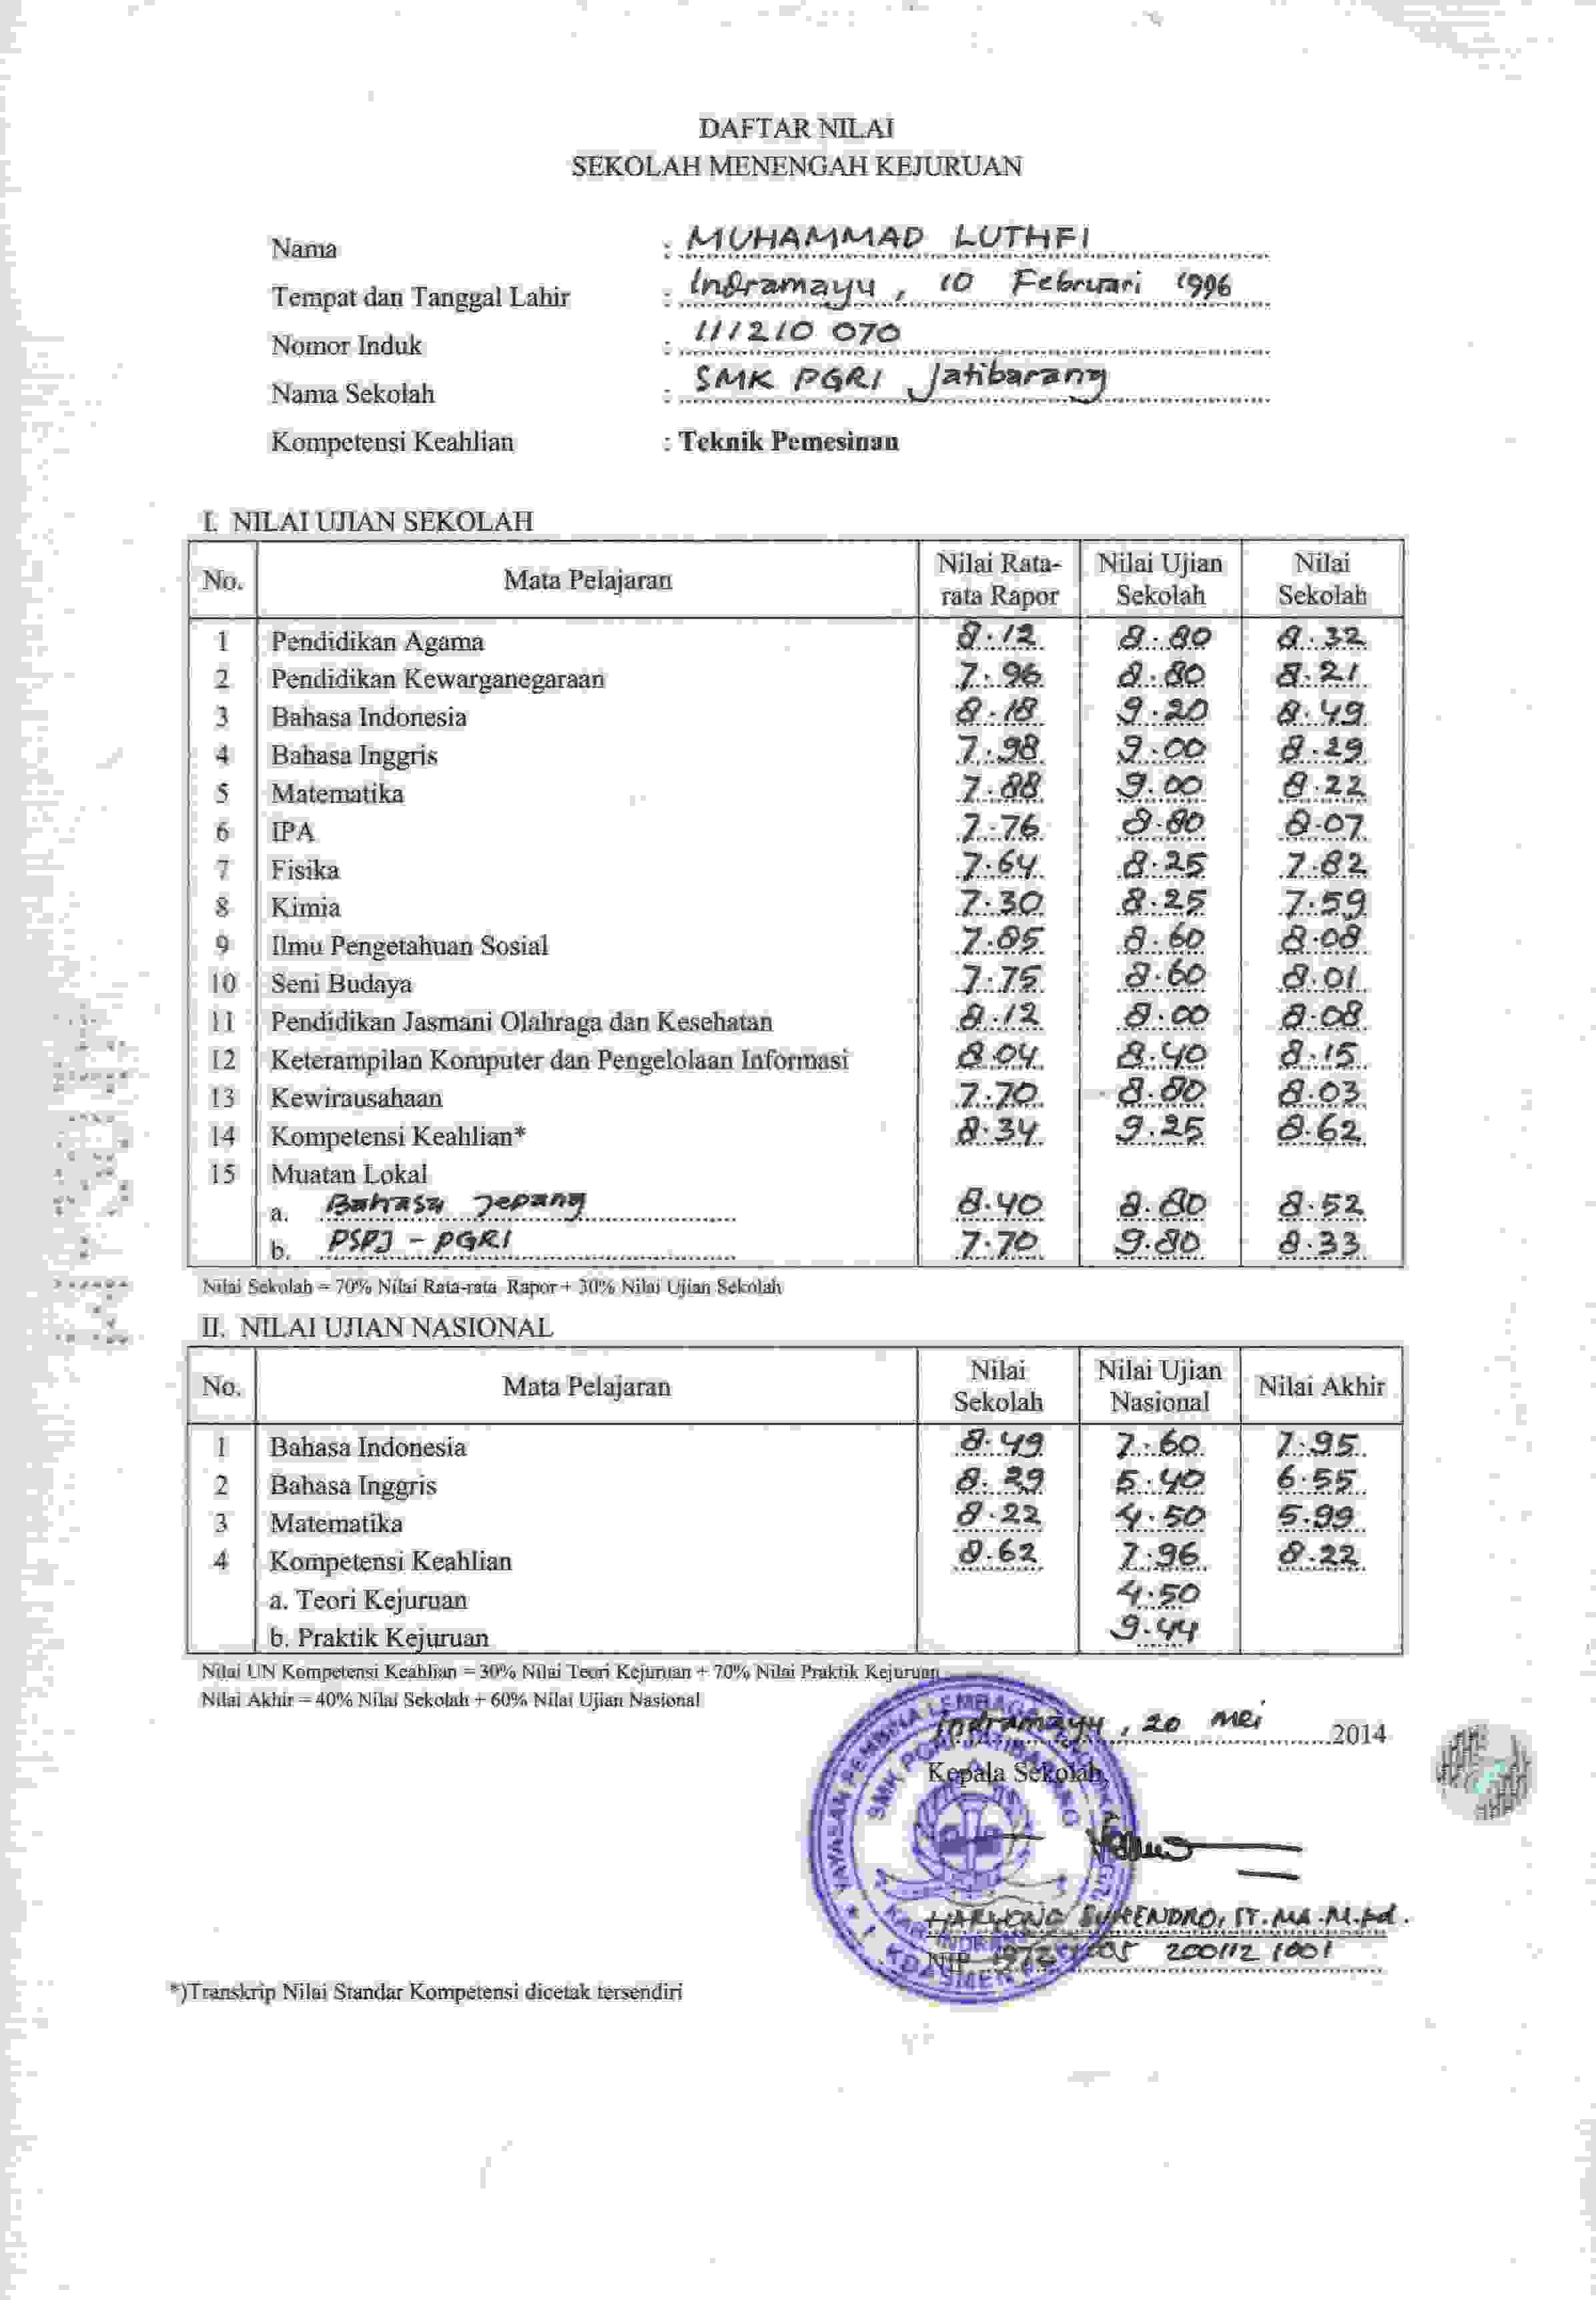 DAFTAR NILAI
SEKOLAH MENENGAH KEJURUAN
Nama : MUHAMMAD LUTHFI
Tempat dan Tanggal Lahir : Indramayu, 10 Februari 1996
Nomor Induk : 111210 070
Nama Sekolah : SMK PGRI Jatibarang
Kompetensi Keahlian : Teknik Pemesinan
I. NILAI UJIAN SEKOLAH
No. Mata Pelajaran Nilai Rata-rata Rapor Nilai Ujian Sekolah Nilai Sekolah
1 Pendidikan Agama 8.12 8.80 8.32
2 Pendidikan Kewarganegaraan 7.96 8.80 8.21
3 Bahasa Indonesia 8.18 9.20 8.49
4 Bahasa Inggris 7.98 9.00 8.29
5 Matematika 7.88 9.00 8.22
6 IPA 7.76 8.80 8.07
7 Fisika 7.64 8.25 7.82
8 Kimia 7.30 8.25 7.59
9 Ilmu Pengetahuan Sosial 7.85 8.60 8.08
10 Seni Budaya 7.75 8.60 8.01
11 Pendidikan Jasmani Olahraga dan Kesehatan 8.12 8.00 8.08
12 Keterampilan Komputer dan Pengelolaan Informasi 8.04 8.40 8.15
13 Kewirausahaan 7.70 8.80 8.03
14 Kompetensi Keahlian* 8.34 9.25 8.62
15 Muatan Lokal
a. Bahasa Jepang 8.40 8.80 8.52
b. PSPJ - PGRI 7.70 9.80 8.33
Nilai Sekolah = 70% Nilai Rata-rata Rapor + 30% Nilai Ujian Sekolah
II. NILAI UJIAN NASIONAL
No. Mata Pelajaran Nilai Sekolah Nilai Ujian Nasional Nilai Akhir
1 Bahasa Indonesia 8.49 7.60 7.95
2 Bahasa Inggris 8.29 5.40 6.55
3 Matematika 8.22 4.50 5.99
4 Kompetensi Keahlian 8.62 7.96 8.22
a. Teori Kejuruan 4.50
b. Praktik Kejuruan 9.44
Nilai UN Kompetensi Keahlian = 30% Nilai Teori Kejuruan + 70% Nilai Praktik Kejuruan
Nilai Akhir = 40% Nilai Sekolah + 60% Nilai Ujian Nasional
Indramayu, 20 Mei 2014
Kepala Sekolah,
YAYASAN PEMBINA LEMBAGA
SMK PGRI JATIBARANG
HARYONO SUHENDRO, ST. MA. M.Pd.
NIP 200112 1001
*)Transkrip Nilai Standar Kompetensi dicetak tersendiri